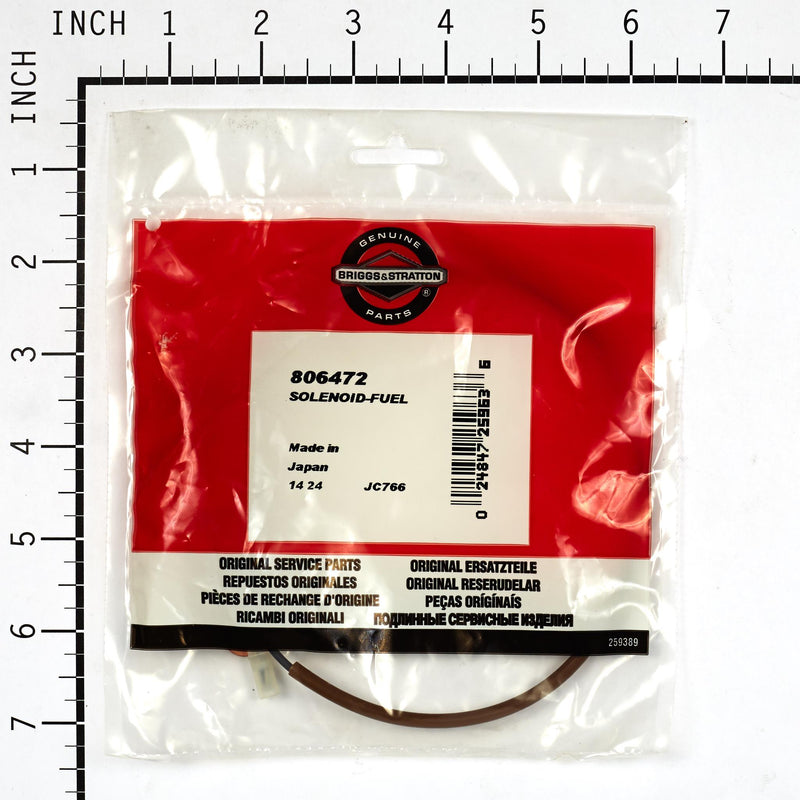 INCH 1 2 3 4 5 6 7
INCH
1
2
3
4
5
6
7
GENUINE
BRIGGS&STRATTON
®
PARTS
806472
SOLENOID-FUEL
Made in
Japan
14 24 JC766
0 24847 25963 6
ORIGINAL SERVICE PARTS
REPUESTOS ORIGINALES
PIÈCES DE RECHANGE D'ORIGINE
RICAMBI ORIGINALI
ORIGINAL ERSATZTEILE
ORIGINAL RESERUDELAR
PEÇAS ORÍGÍNAÍS
ПОДЛИННЫЕ СЕРВИСНЫЕ ИЗДЕЛИЯ
259389